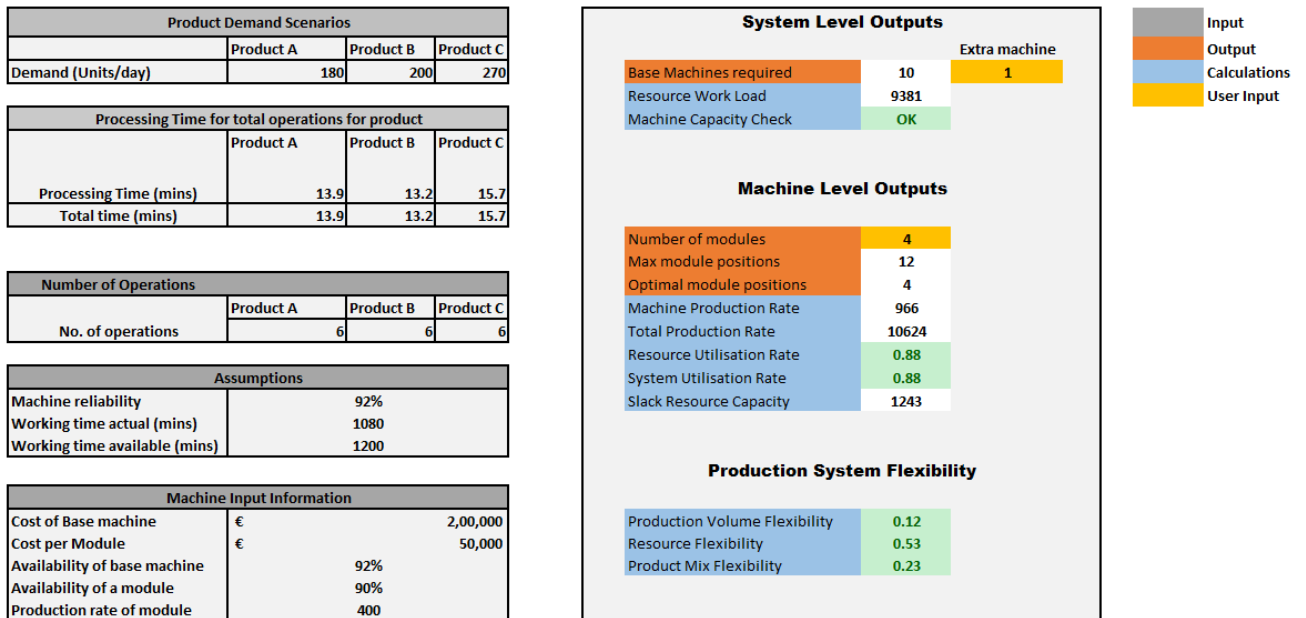 Product Demand Scenarios
Product A Product B Product C
Demand (Units/day) 180 200 270
Processing Time for total operations for product
Product A Product B Product C
Processing Time (mins) 13.9 13.2 15.7
Total time (mins) 13.9 13.2 15.7
Number of Operations
Product A Product B Product C
No. of operations 6 6 6
Assumptions
Machine reliability 92%
Working time actual (mins) 1080
Working time available (mins) 1200
Machine Input Information
Cost of Base machine € 2,00,000
Cost per Module € 50,000
Availability of base machine 92%
Availability of a module 90%
Production rate of module 400
System Level Outputs
Extra machine
Base Machines required 10 1
Resource Work Load 9381
Machine Capacity Check OK
Machine Level Outputs
Number of modules 4
Max module positions 12
Optimal module positions 4
Machine Production Rate 966
Total Production Rate 10624
Resource Utilisation Rate 0.88
System Utilisation Rate 0.88
Slack Resource Capacity 1243
Production System Flexibility
Production Volume Flexibility 0.12
Resource Flexibility 0.53
Product Mix Flexibility 0.23
Input
Output
Calculations
User Input